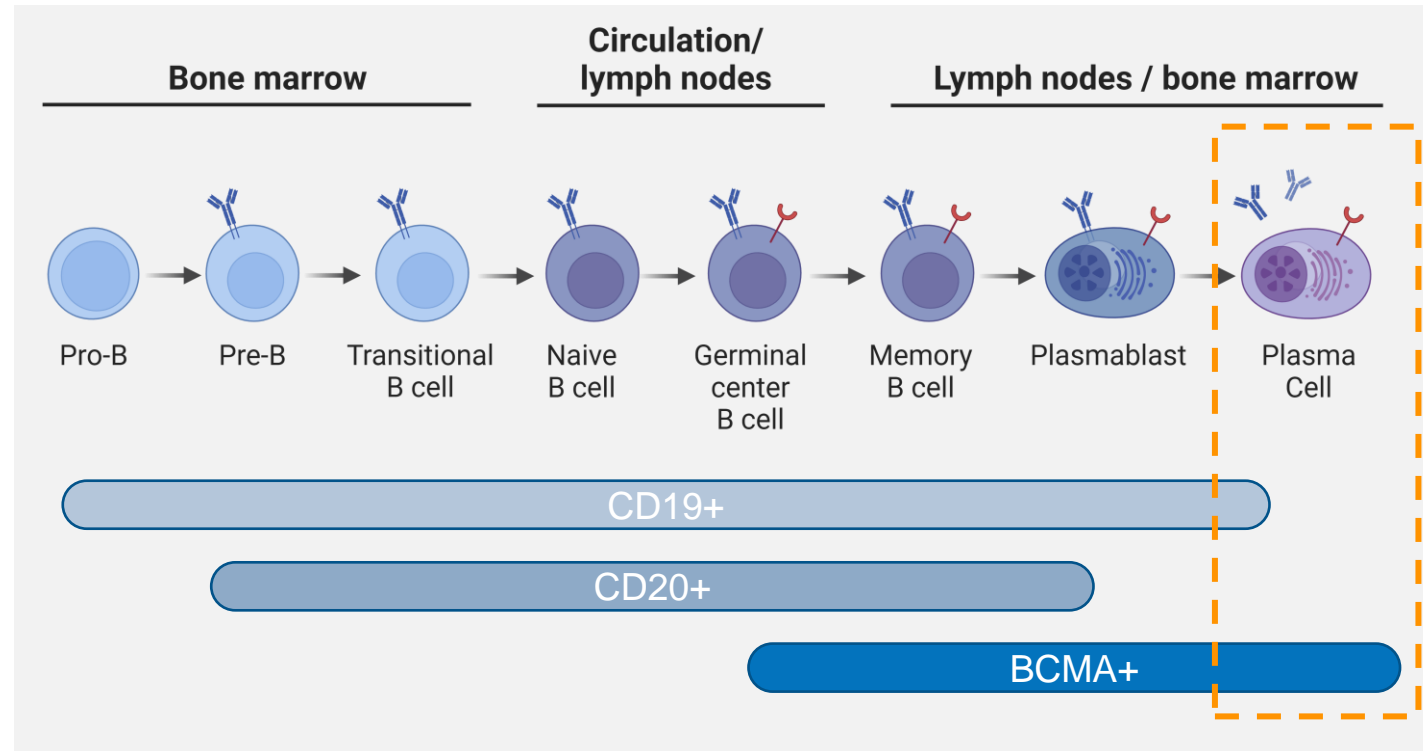 Bone marrow
Circulation/
lymph nodes
Lymph nodes / bone marrow
Pro-B
Pre-B
Transitional
B cell
Naive
B cell
Germinal
center
B cell
Memory
B cell
Plasmablast
Plasma
Cell
CD19+
CD20+
BCMA+